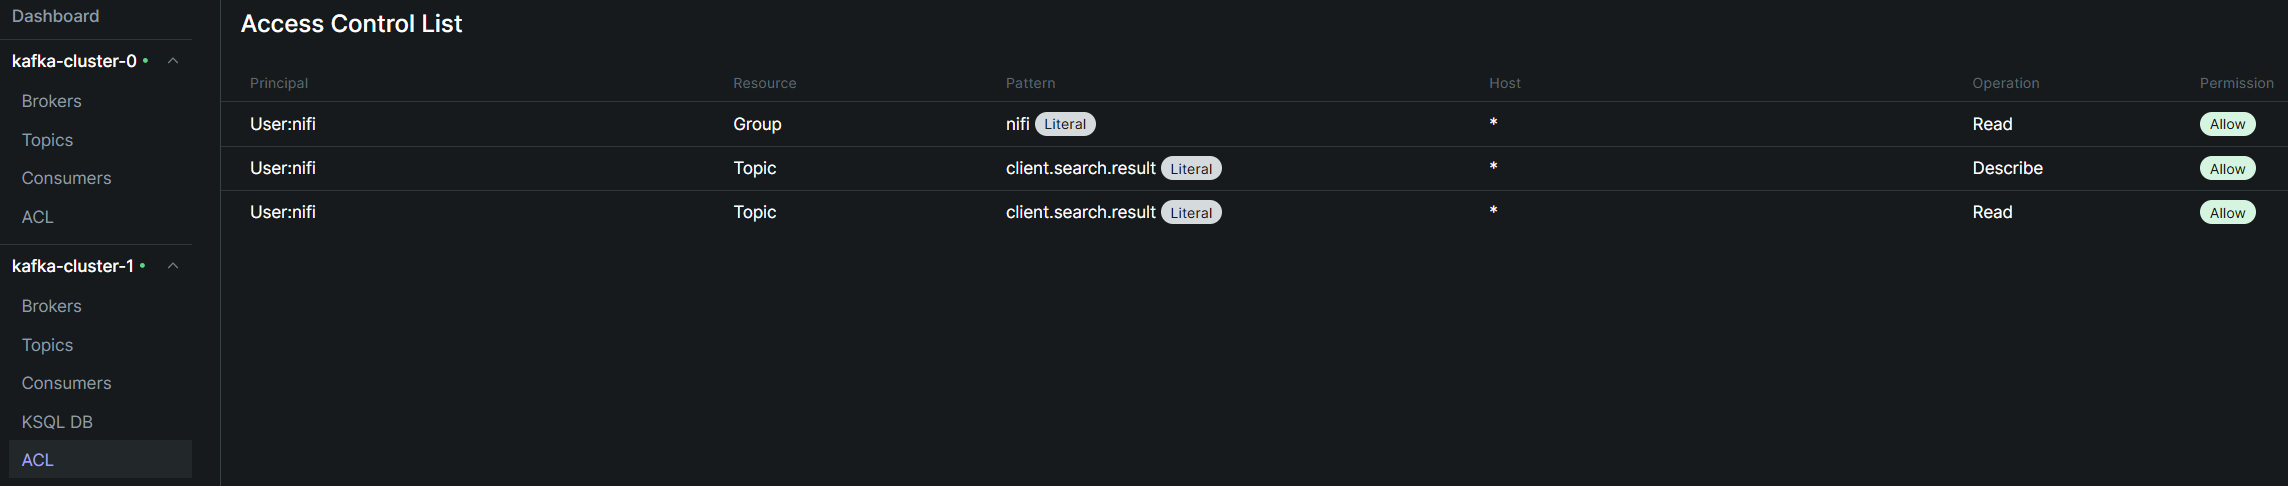 Dashboard
kafka-cluster-0
Brokers
Topics
Consumers
ACL
kafka-cluster-1
Brokers
Topics
Consumers
KSQL DB
ACL
Access Control List
Principal Resource Pattern Host Operation Permission
User:nifi Group nifi Literal * Read Allow
User:nifi Topic client.search.result Literal * Describe Allow
User:nifi Topic client.search.result Literal * Read Allow